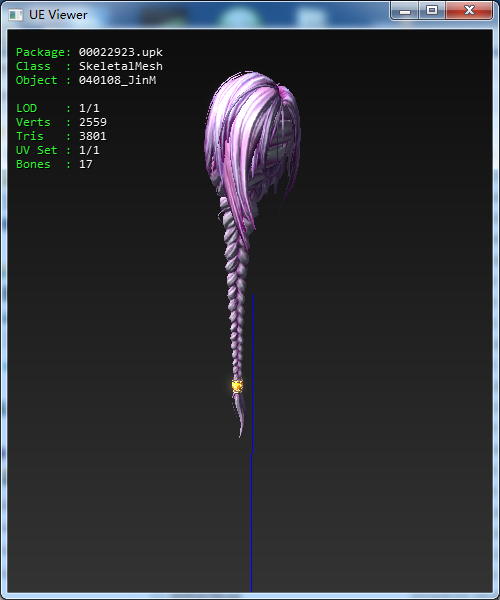 UE Viewer
Package: 00022923.upk
Class : SkeletalMesh
Object : 040108_JinM
LOD : 1/1
Verts : 2559
Tris : 3801
UV Set : 1/1
Bones : 17